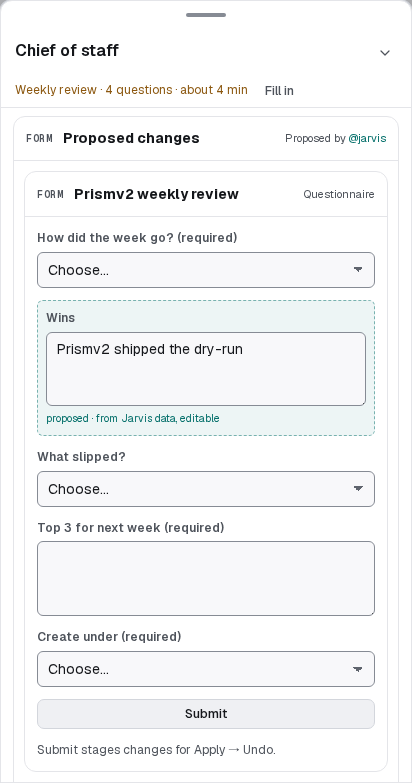 Chief of staff
Weekly review · 4 questions · about 4 min Fill in
FORM Proposed changes Proposed by @jarvis
FORM Prismv2 weekly review Questionnaire
How did the week go? (required)
Choose...
Wins
Prismv2 shipped the dry-run
proposed · from Jarvis data, editable
What slipped?
Choose...
Top 3 for next week (required)
Create under (required)
Choose...
Submit
Submit stages changes for Apply → Undo.